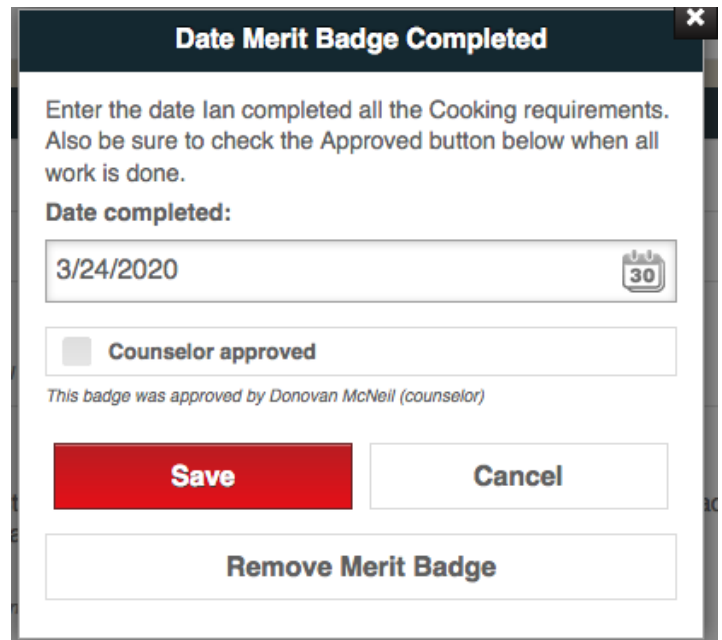 Date Merit Badge Completed
Enter the date Ian completed all the Cooking requirements.
Also be sure to check the Approved button below when all
work is done.
Date completed:
3/24/2020
30
Counselor approved
This badge was approved by Donovan McNeil (counselor)
Save
Cancel
Remove Merit Badge